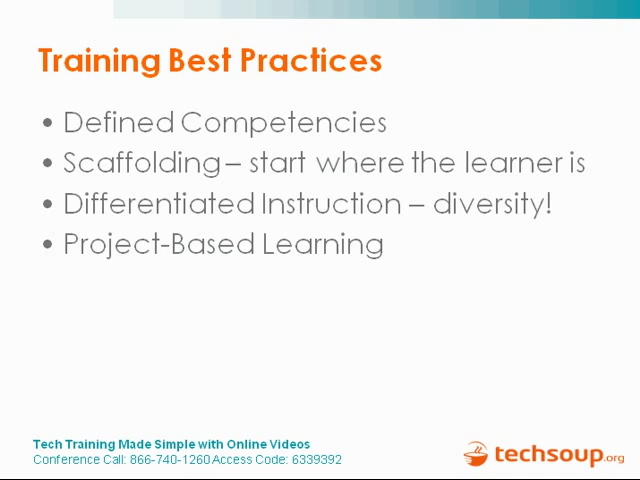 Training Best Practices
• Defined Competencies
• Scaffolding – start where the learner is
• Differentiated Instruction – diversity!
• Project-Based Learning
Tech Training Made Simple with Online Videos
Conference Call: 866-740-1260 Access Code: 6339392
techsoup.org